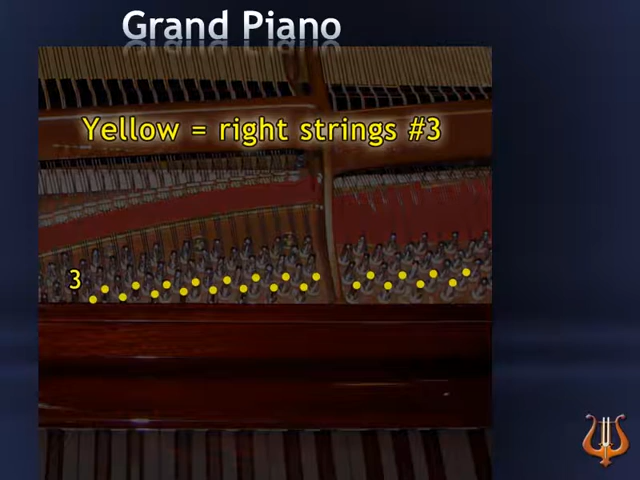 Grand Piano
Yellow = right strings #3
3